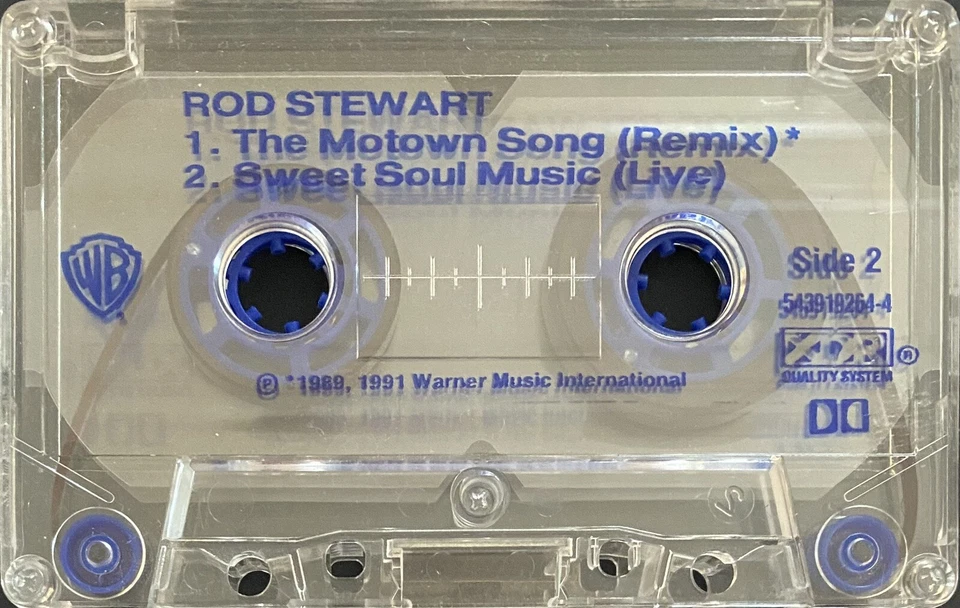 ROD STEWART
1. The Motown Song (Remix)*
2. Sweet Soul Music (Live)
WB
Side 2
543919264-4
XDR ®
QUALITY SYSTEM
℗ *1989, 1991 Warner Music International